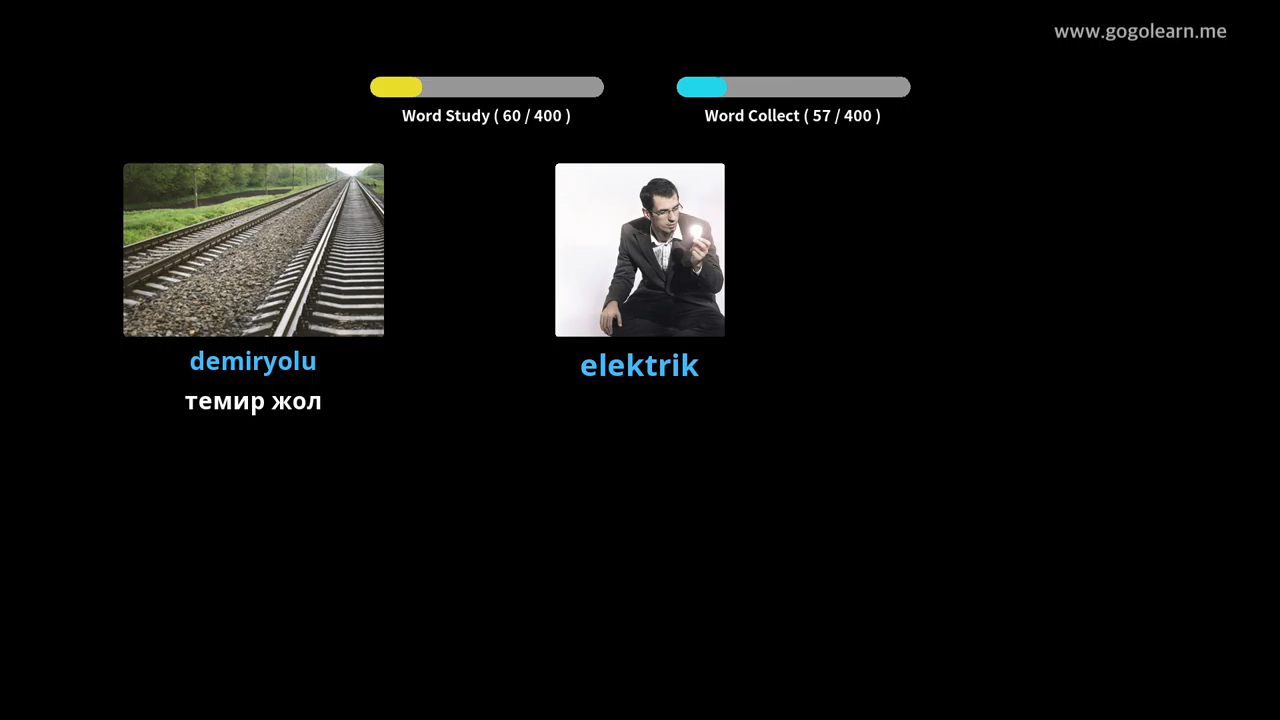 www.gogolearn.me
Word Study ( 60 / 400 )
Word Collect ( 57 / 400 )
demiryolu
темир жол
elektrik